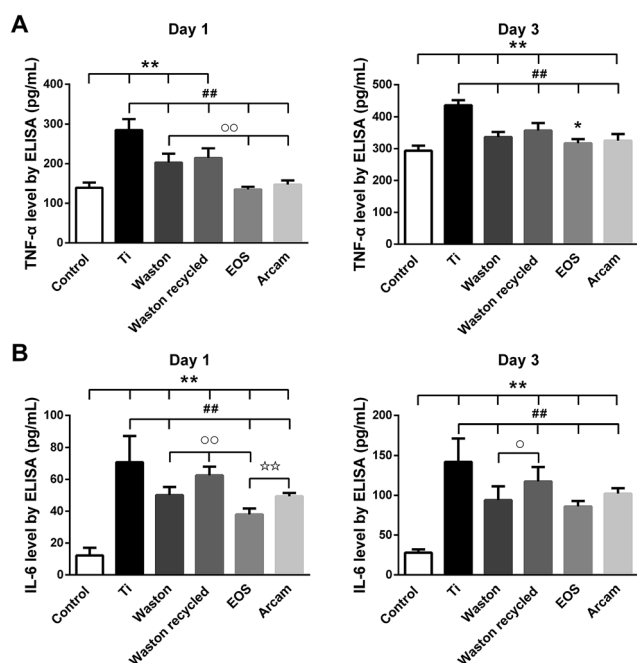 A
Day 1
**
##
○○
TNF-α level by ELISA (pg/mL)
400
300
200
100
0
Control
Ti
Waston
Waston recycled
EOS
Arcam
Day 3
**
##
*
TNF-α level by ELISA (pg/mL)
500
400
300
200
100
0
Control
Ti
Waston
Waston recycled
EOS
Arcam
B
Day 1
**
##
○○
☆☆
IL-6 level by ELISA (pg/mL)
100
80
60
40
20
0
Control
Ti
Waston
Waston recycled
EOS
Arcam
Day 3
**
##
○
IL-6 level by ELISA (pg/mL)
200
150
100
50
0
Control
Ti
Waston
Waston recycled
EOS
Arcam